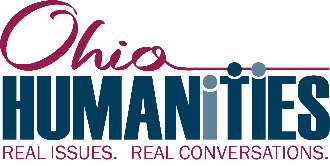 Ohio
HUMANiTiES
REAL ISSUES. REAL CONVERSATIONS.